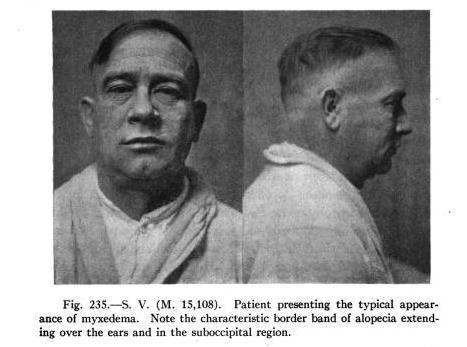 Fig. 235.—S. V. (M. 15,108). Patient presenting the typical appear-
ance of myxedema. Note the characteristic border band of alopecia extend-
ing over the ears and in the suboccipital region.